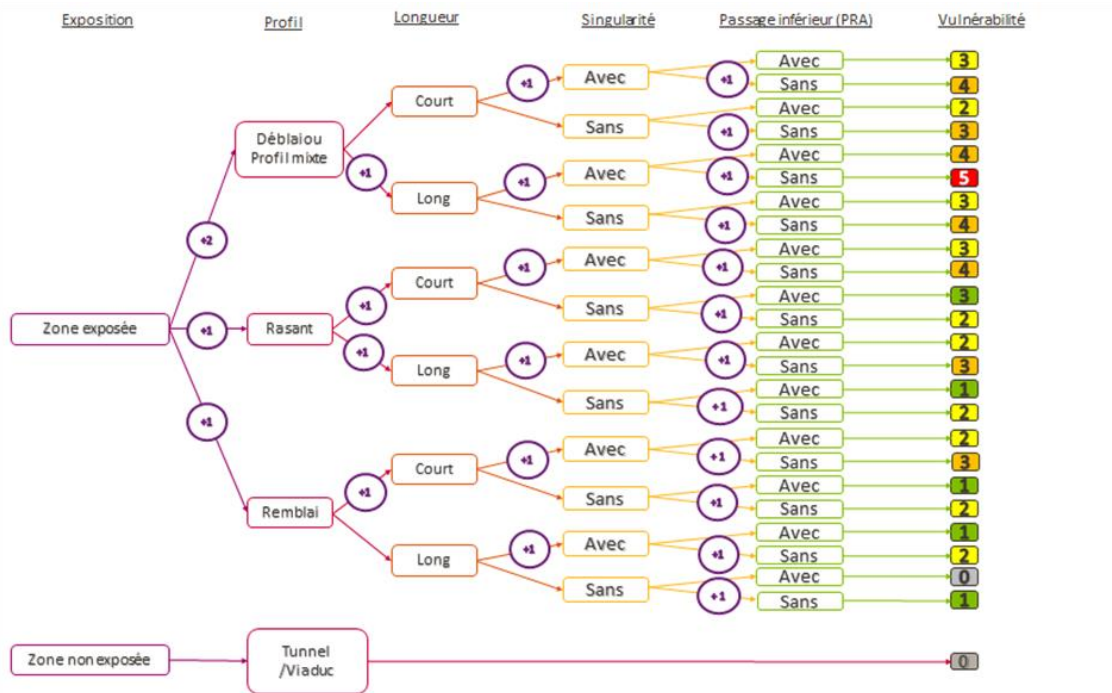 Exposition Profil Longueur Singularité Passage inférieur (PRA) Vulnérabilité
Avec 3
+1 Avec +1 Sans 4
Court Avec 2
Sans +1 Sans 3
Déblaiou
Profil mixte
+1 Avec 4
+1 Avec +1 Sans 5
Long Avec 3
Sans +1 Sans 4
+2
Avec 3
+1 Avec +1 Sans 4
Court Avec 3
+1 Sans +1 Sans 2
Zone exposée +1 Rasant
+1 Avec 2
+1 Avec +1 Sans 3
Long Avec 1
Sans +1 Sans 2
+1
Avec 2
+1 Avec +1 Sans 3
Court Avec 1
+1 Sans +1 Sans 2
Remblai
Avec 1
+1 Avec +1 Sans 2
Long Avec 0
Sans +1 Sans 1
Zone non exposée Tunnel
/Viaduc 0